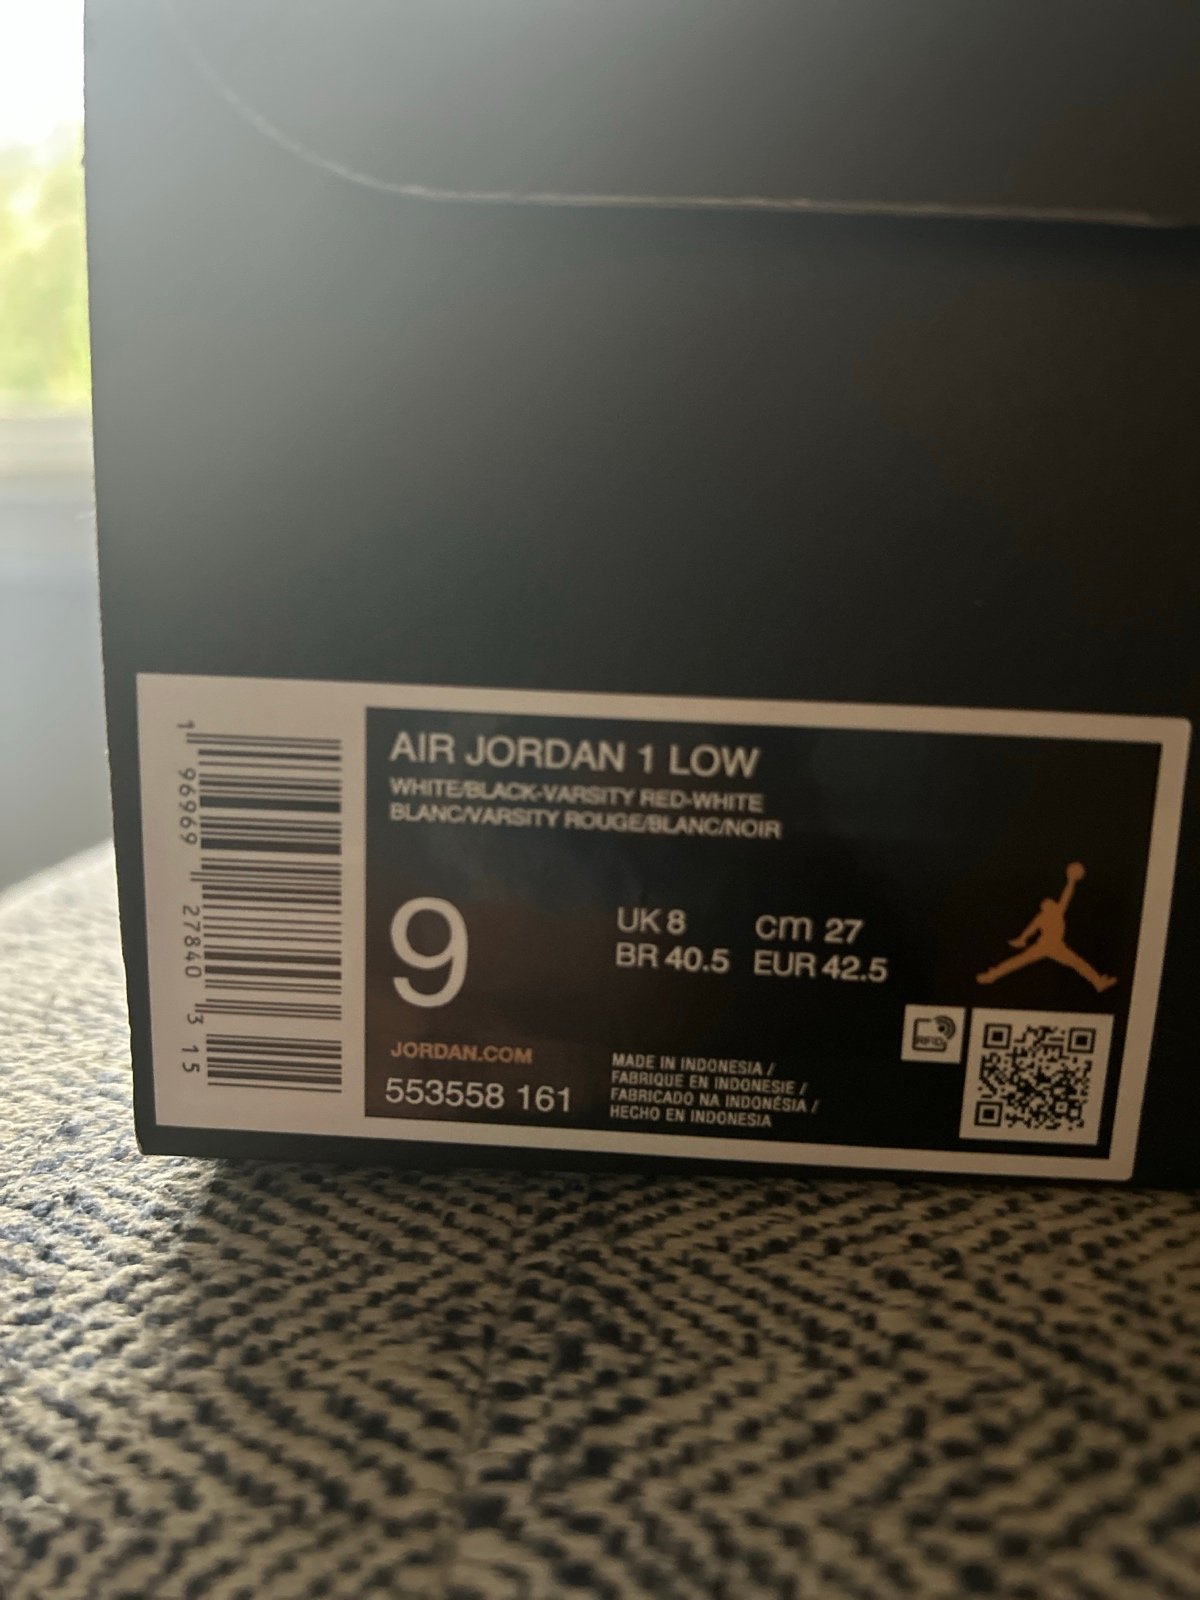 AIR JORDAN 1 LOW
WHITE/BLACK-VARSITY RED-WHITE
BLANC/VARSITY ROUGE/BLANC/NOIR
9
UK 8 cm 27
BR 40.5 EUR 42.5
JORDAN.COM
553558 161
MADE IN INDONESIA /
FABRIQUE EN INDONESIE /
FABRICADO NA INDONÉSIA /
HECHO EN INDONESIA
RFID
1 96969 27840 3 15